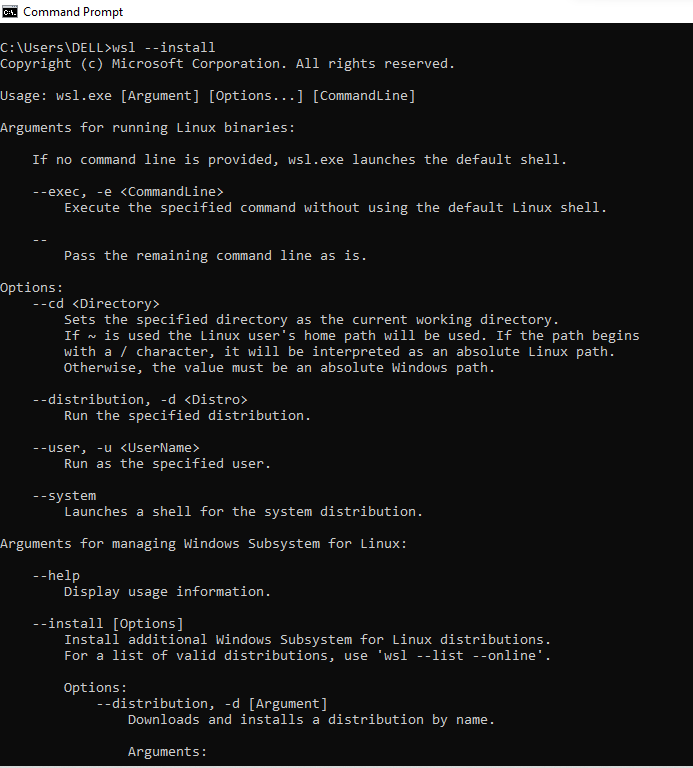 Command Prompt
C:\Users\DELL>wsl --install
Copyright (c) Microsoft Corporation. All rights reserved.
Usage: wsl.exe [Argument] [Options...] [CommandLine]
Arguments for running Linux binaries:
If no command line is provided, wsl.exe launches the default shell.
--exec, -e <CommandLine>
Execute the specified command without using the default Linux shell.
--
Pass the remaining command line as is.
Options:
--cd <Directory>
Sets the specified directory as the current working directory.
If ~ is used the Linux user's home path will be used. If the path begins
with a / character, it will be interpreted as an absolute Linux path.
Otherwise, the value must be an absolute Windows path.
--distribution, -d <Distro>
Run the specified distribution.
--user, -u <UserName>
Run as the specified user.
--system
Launches a shell for the system distribution.
Arguments for managing Windows Subsystem for Linux:
--help
Display usage information.
--install [Options]
Install additional Windows Subsystem for Linux distributions.
For a list of valid distributions, use 'wsl --list --online'.
Options:
--distribution, -d [Argument]
Downloads and installs a distribution by name.
Arguments: